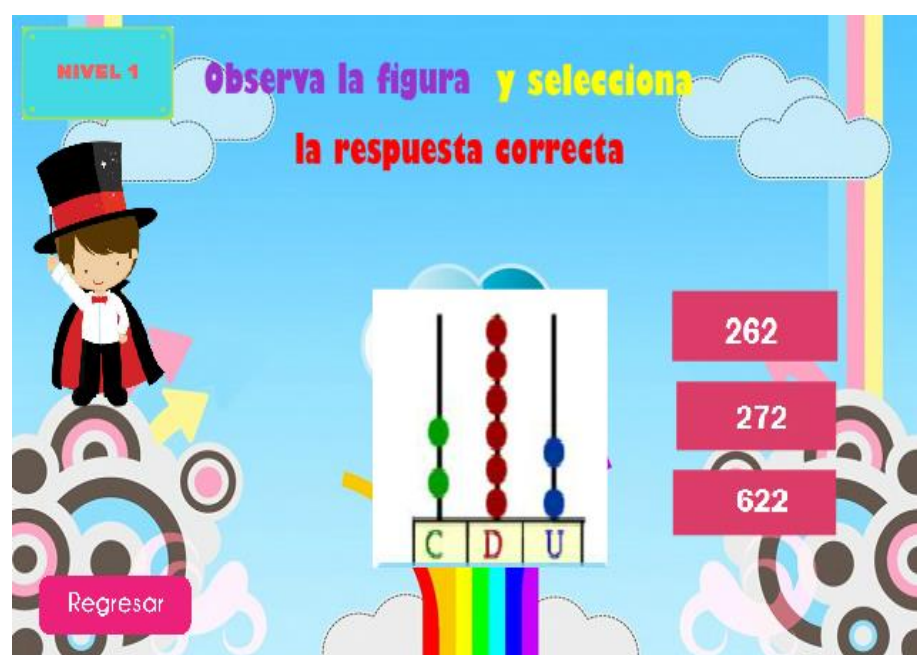 NIVEL 1
Observa la figura y selecciona
la respuesta correcta
262
272
622
C D U
Regresar